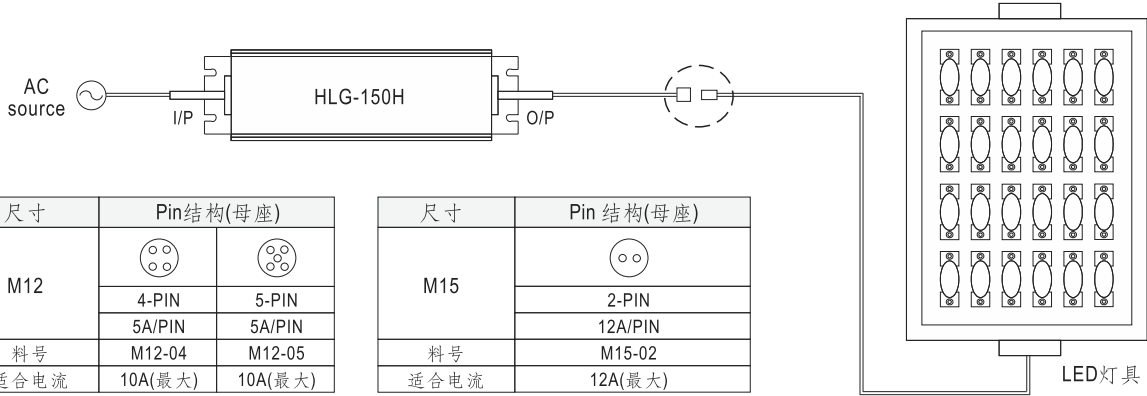 AC
source
I/P
HLG-150H
O/P
尺寸 Pin结构(母座)
M12
4-PIN 5-PIN
5A/PIN 5A/PIN
料号 M12-04 M12-05
适合电流 10A(最大) 10A(最大)
尺寸 Pin 结构(母座)
M15
2-PIN
12A/PIN
料号 M15-02
适合电流 12A(最大)
LED灯具